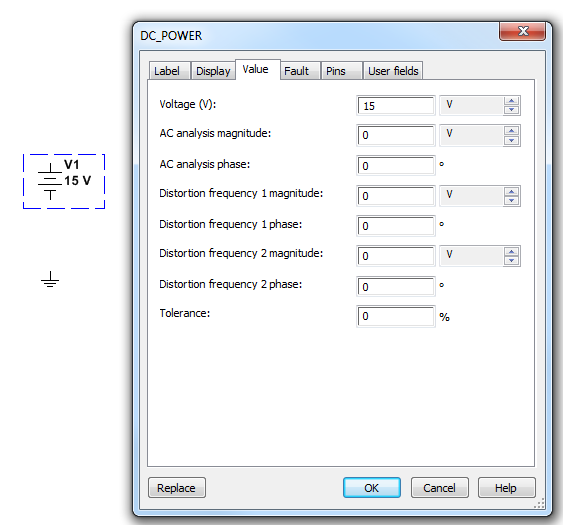 DC_POWER
Label Display Value Fault Pins User fields
Voltage (V): 15 V
AC analysis magnitude: 0 V
AC analysis phase: 0 °
Distortion frequency 1 magnitude: 0 V
Distortion frequency 1 phase: 0 °
Distortion frequency 2 magnitude: 0 V
Distortion frequency 2 phase: 0 °
Tolerance: 0 %
Replace OK Cancel Help
V1
15 V